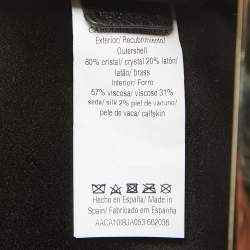 Exterior/ Recubrimiento/
Outershell
80% cristal/ crystal 20% latón/
latão/ brass
Interior/ Forro
67% viscosa/ viscose 31%
seda/ silk 2% piel de vacuno/
pele de vaca/ calfskin
Hecho en España/ Made in
Spain/ Fabricado em Espanha